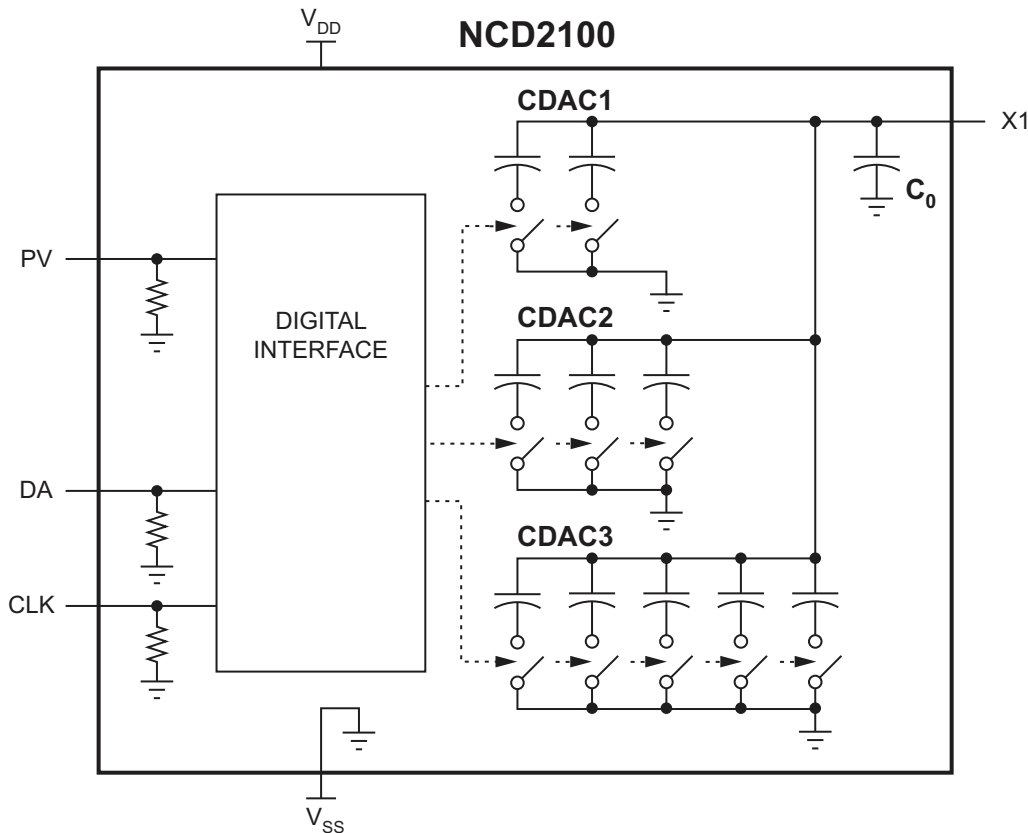 V_DD
NCD2100
CDAC1
X1
C_0
PV
DIGITAL
INTERFACE
CDAC2
DA
CDAC3
CLK
V_SS